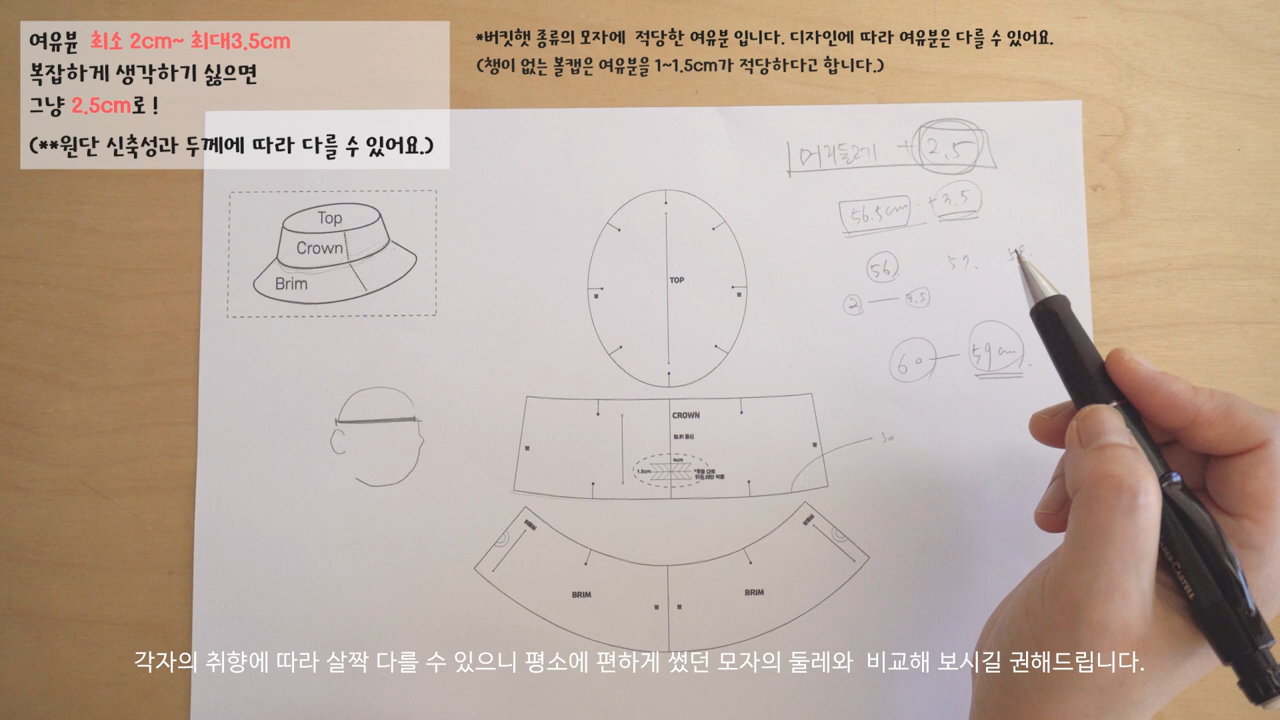 여유분 최소 2cm~ 최대3.5cm
복잡하게 생각하기 싫으면
그냥 2.5cm로!
(**원단 신축성과 두께에 따라 다를 수 있어요.)
*버킷햇 종류의 모자에 적당한 여유분 입니다. 디자인에 따라 여유분은 다를 수 있어요.
(챙이 없는 볼캡은 여유분을 1~1.5cm가 적당하다고 합니다.)
머리둘레 + 2.5
56.5cm + 3.5
56. 57. 58
2 — 3.5
60 — 59cm
Top
Crown
Brim
TOP
CROWN
4cm
1.5cm
30
BRIM
BRIM
FABER CASTELL
각자의 취향에 따라 살짝 다를 수 있으니 평소에 편하게 썼던 모자의 둘레와 비교해 보시길 권해드립니다.